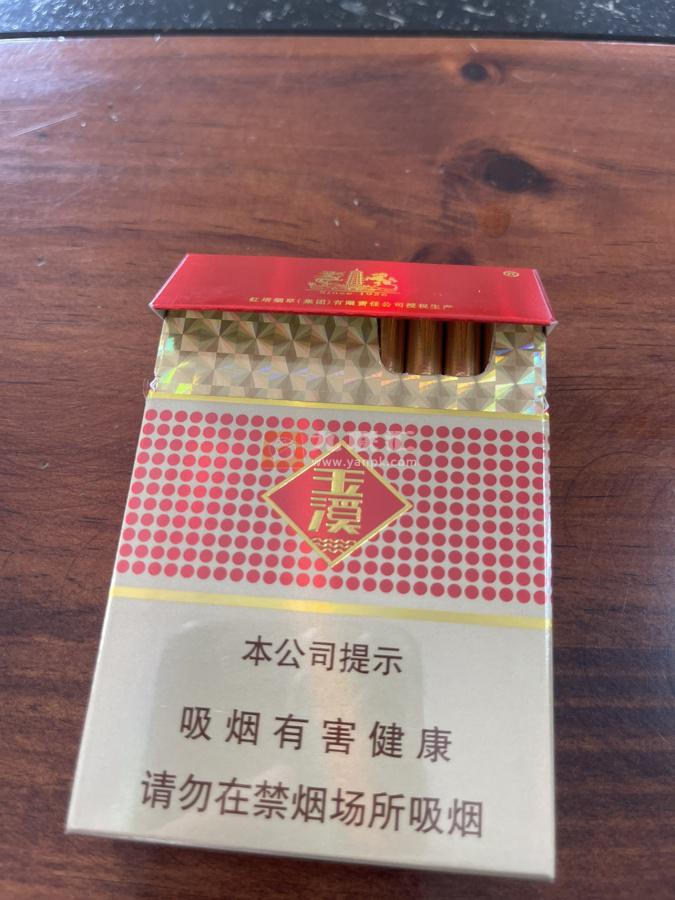 ®
Since 1956
红塔烟草(集团)有限责任公司授权生产
www.yanpk.com
玉溪
本公司提示
吸烟有害健康
请勿在禁烟场所吸烟